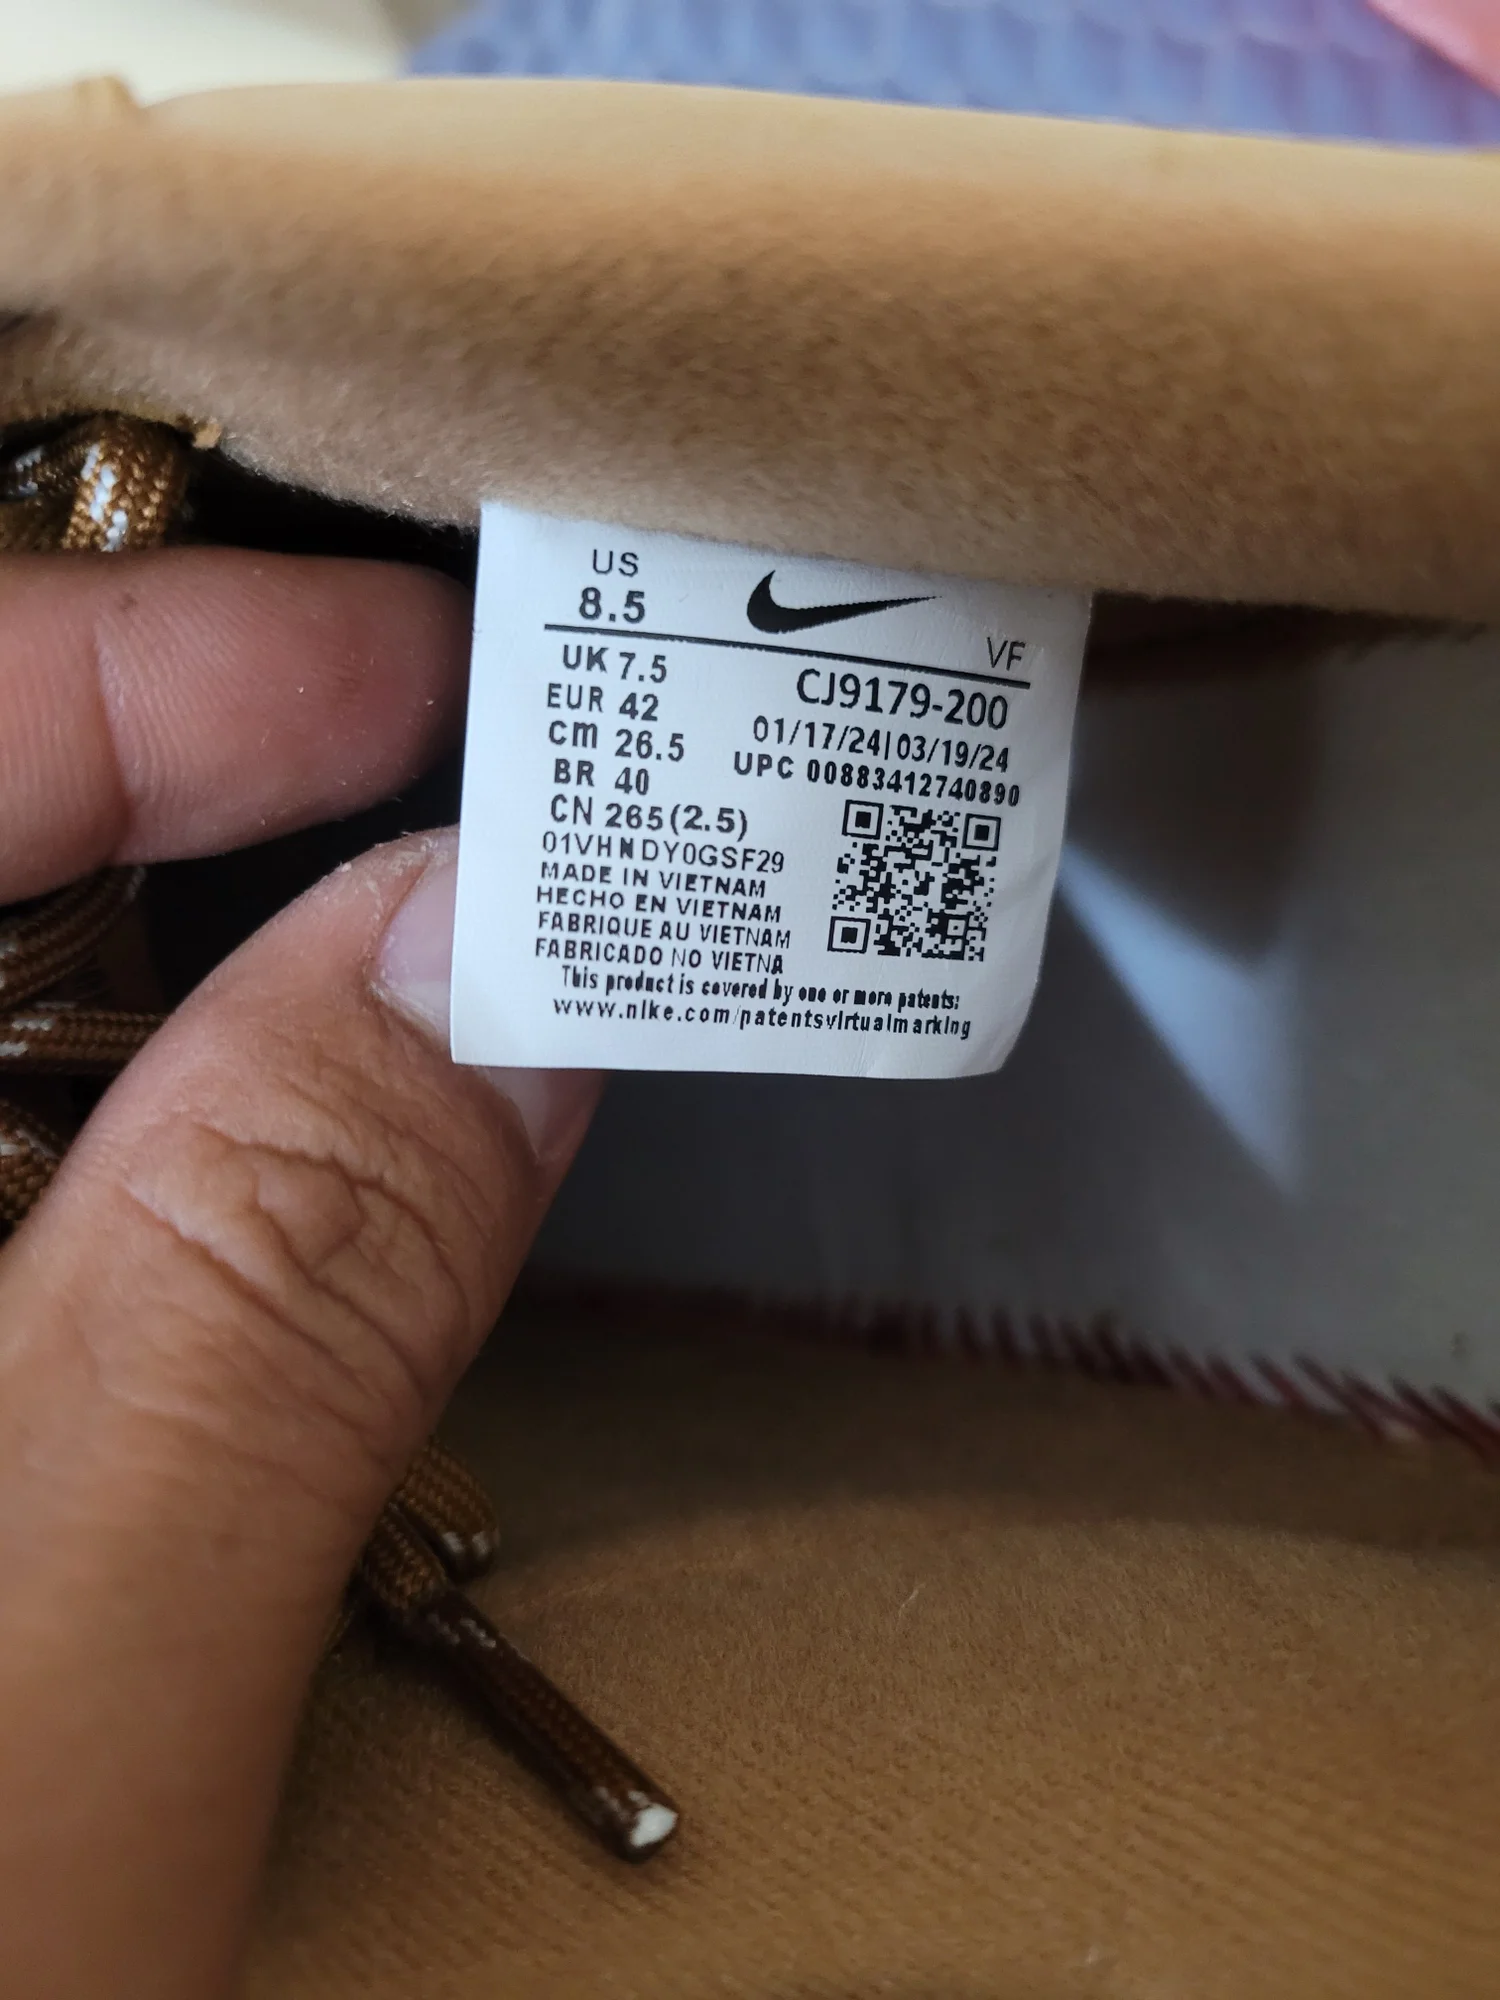 US
8.5
VF
UK 7.5
EUR 42
cm 26.5
BR 40
CN 265(2.5)
CJ9179-200
01/17/24|03/19/24
UPC 00883412740890
01VHNDY0GSF29
MADE IN VIETNAM
HECHO EN VIETNAM
FABRIQUE AU VIETNAM
FABRICADO NO VIETNA
This product is covered by one or more patents:
www.nike.com/patentsvirtualmarking